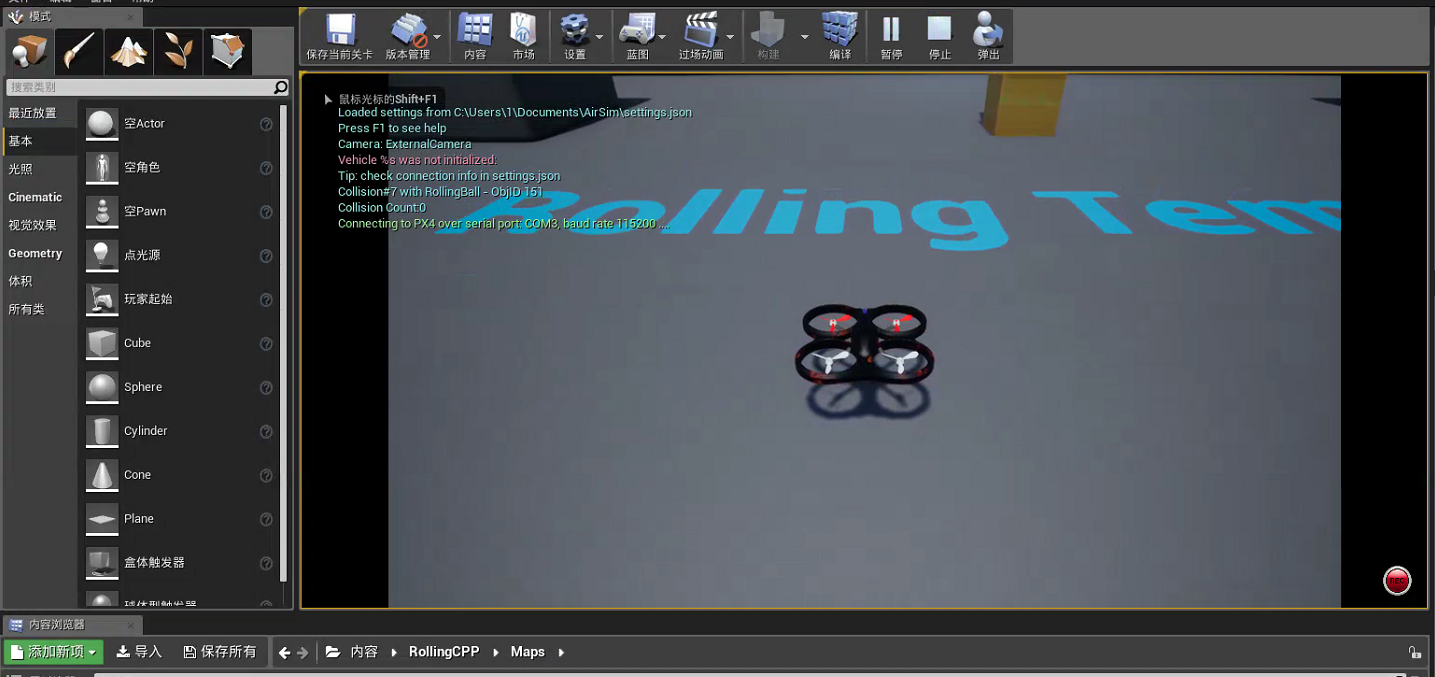 模式
保存当前关卡
版本管理
内容
市场
设置
蓝图
过场动画
构建
编译
暂停
停止
弹出
搜索类别
最近放置
基本
光照
Cinematic
视觉效果
Geometry
体积
所有类
空Actor
空角色
空Pawn
点光源
玩家起始
Cube
Sphere
Cylinder
Cone
Plane
盒体触发器
球体型触发器
鼠标光标的Shift+F1
Loaded settings from C:\Users\1\Documents\AirSim\settings.json
Press F1 to see help
Camera: ExternalCamera
Vehicle %s was not initialized:
Tip: check connection info in settings.json
Collision#7 with RollingBall - ObjID 151
Collision Count:0
Connecting to PX4 over serial port: COM3, baud rate 115200 ....
Rolling Tem
REC
内容浏览器
添加新项
导入
保存所有
内容
RollingCPP
Maps